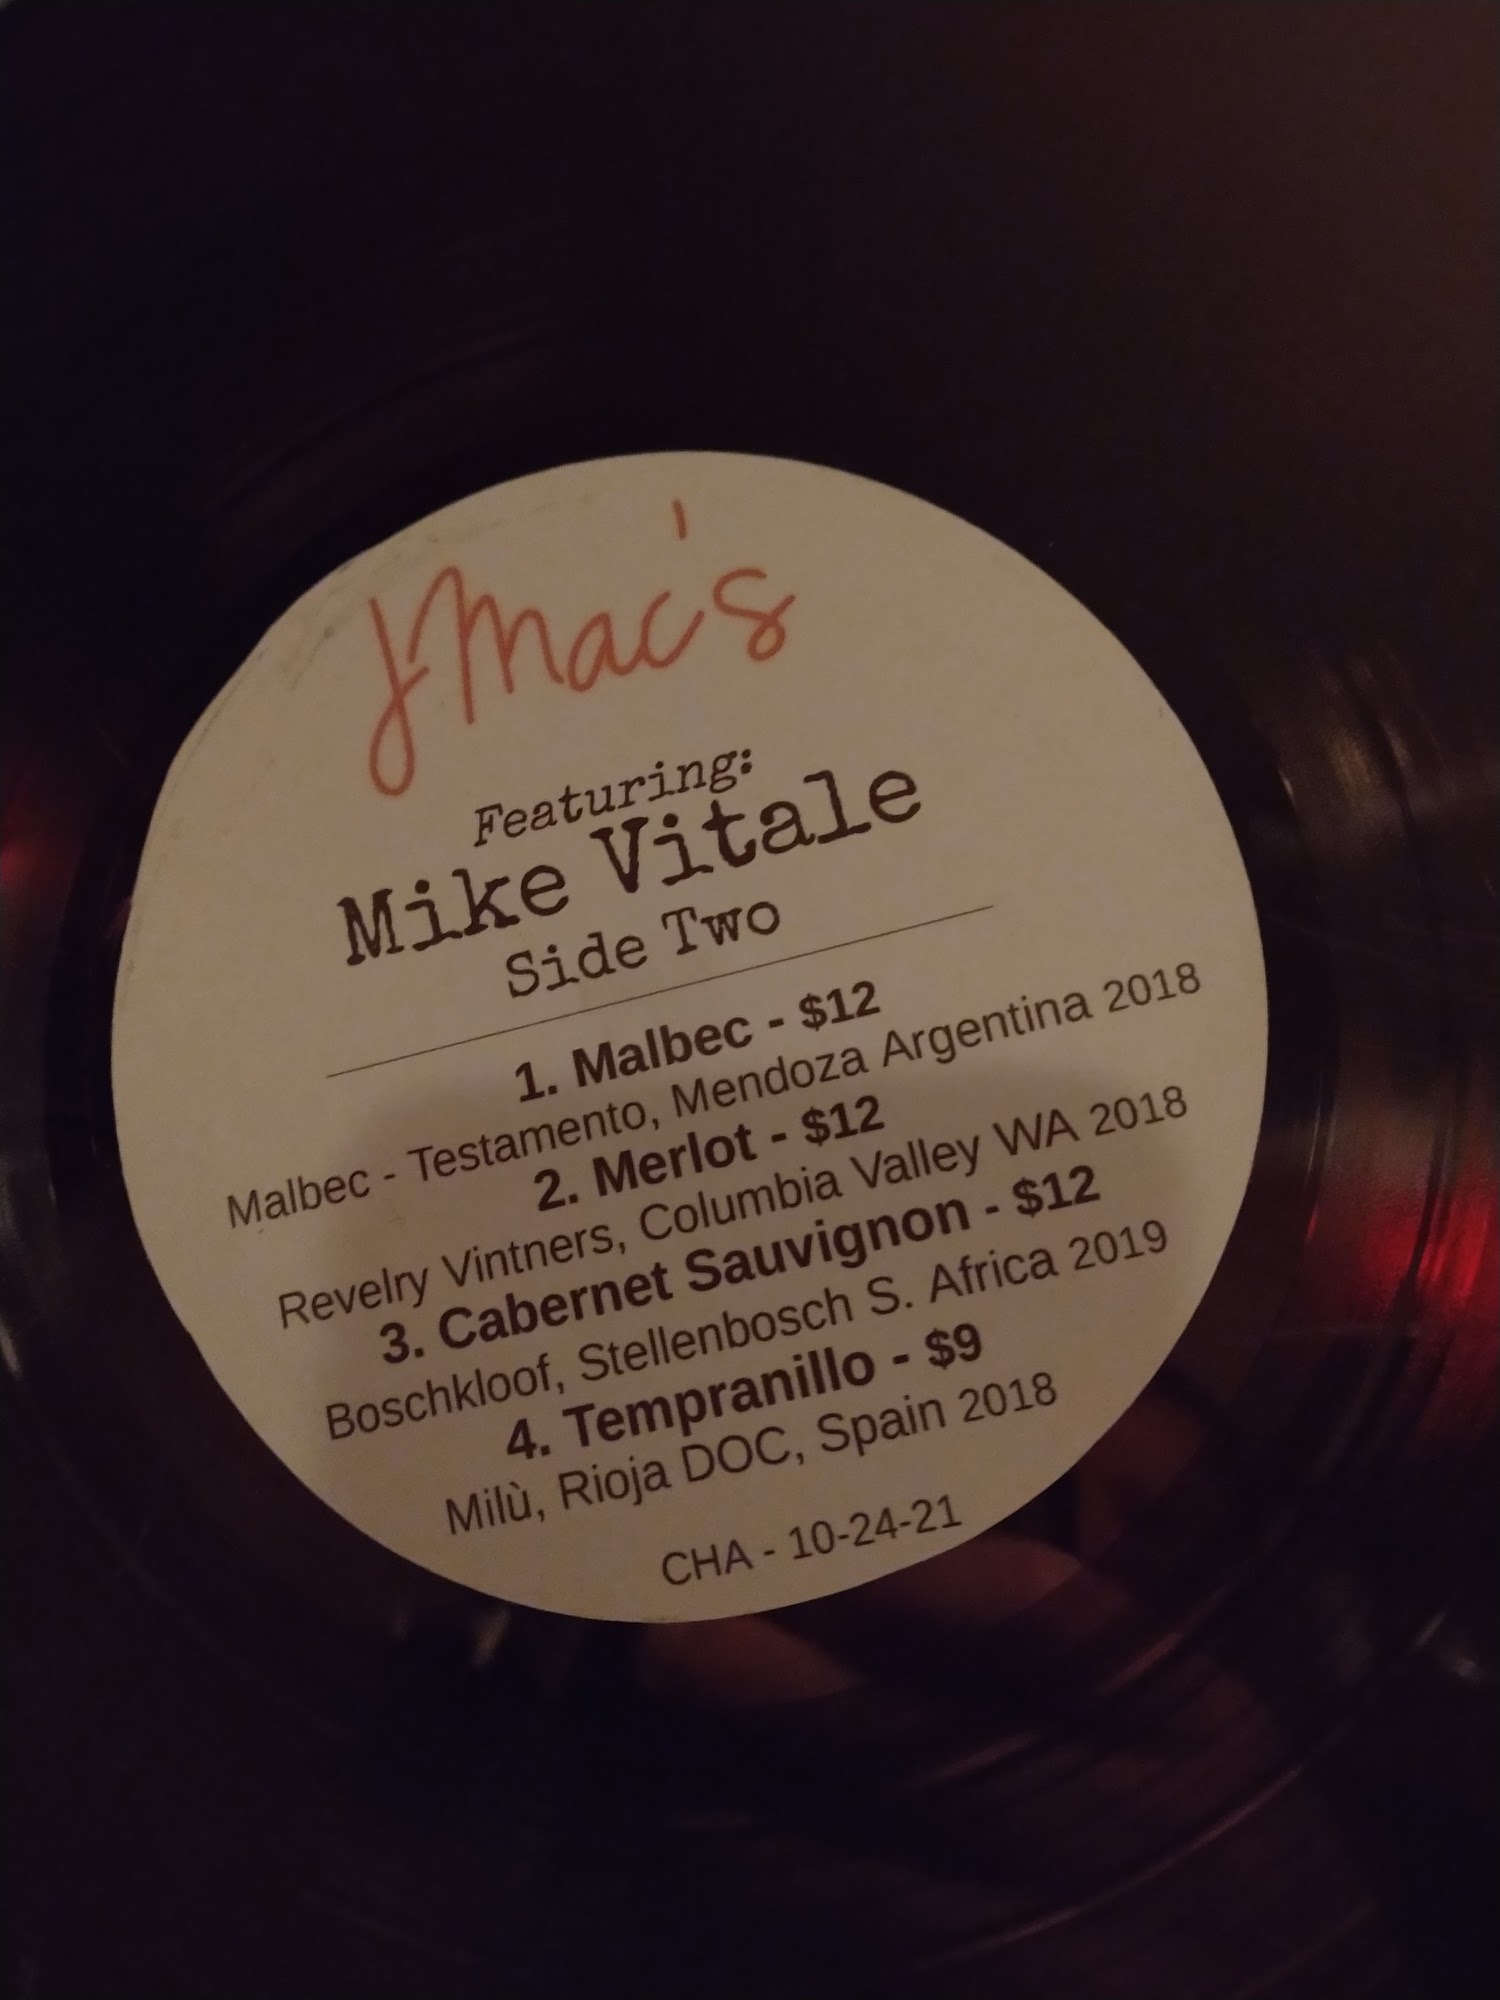 JMac's
Featuring:
Mike Vitale
Side Two
1. Malbec - $12
Malbec - Testamento, Mendoza Argentina 2018
2. Merlot - $12
Revelry Vintners, Columbia Valley WA 2018
3. Cabernet Sauvignon - $12
Boschkloof, Stellenbosch S. Africa 2019
4. Tempranillo - $9
Milù, Rioja DOC, Spain 2018
CHA - 10-24-21